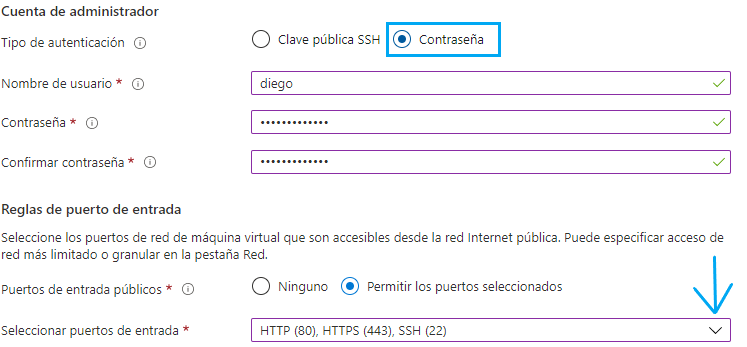 Cuenta de administrador
Tipo de autenticación
Clave pública SSH
Contraseña
Nombre de usuario *
diego
Contraseña *
•••••••••••••
Confirmar contraseña *
•••••••••••••
Reglas de puerto de entrada
Seleccione los puertos de red de máquina virtual que son accesibles desde la red Internet pública. Puede especificar acceso de
red más limitado o granular en la pestaña Red.
Puertos de entrada públicos *
Ninguno
Permitir los puertos seleccionados
Seleccionar puertos de entrada *
HTTP (80), HTTPS (443), SSH (22)